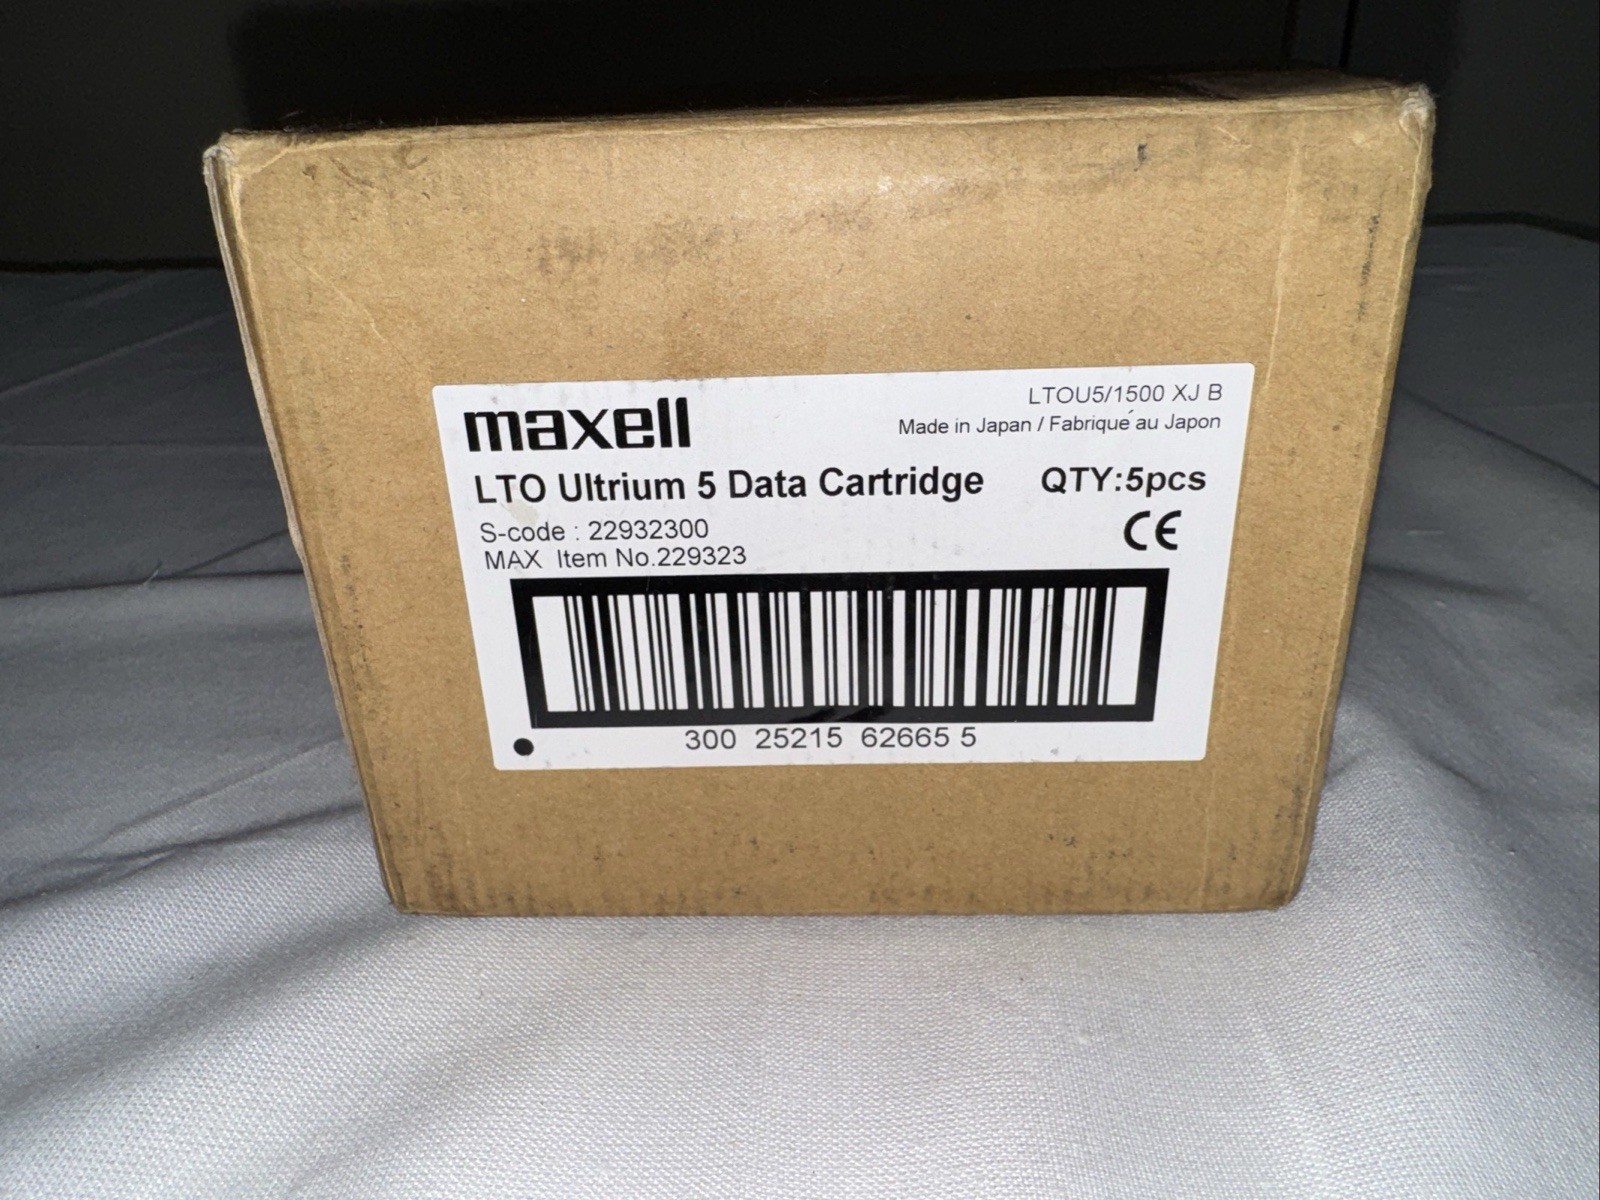 maxell
LTOU5/1500 XJ B
Made in Japan / Fabriqué au Japon
LTO Ultrium 5 Data Cartridge QTY:5pcs
S-code : 22932300
MAX Item No.229323
CE
300 25215 62665 5